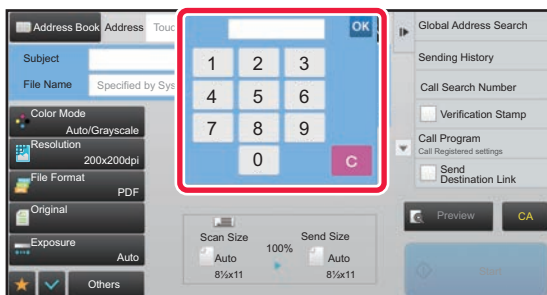 Address Book
Address
Touc
OK
Global Address Search
Subject
Sending History
File Name
Specified by Sys
Call Search Number
1 2 3
4 5 6
7 8 9
0 C
Verification Stamp
Color Mode
Auto/Grayscale
Call Program
Call Registered settings
Resolution
200x200dpi
Send
Destination Link
File Format
PDF
Original
Preview
CA
Scan Size
100%
Send Size
Auto
Auto
8½x11
8½x11
Exposure
Auto
Start
Others